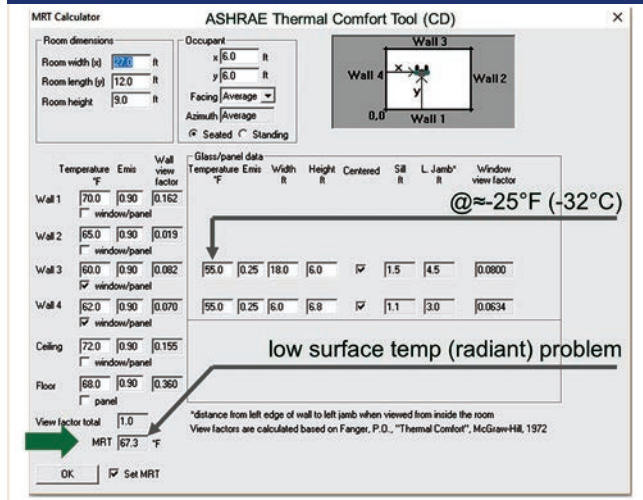 MRT Calculator
ASHRAE Thermal Comfort Tool (CD)
×
Room dimensions
Room width (x) 27.0 ft
Room length (y) 12.0 ft
Room height 9.0 ft
Occupant
x 6.0 ft
y 6.0 ft
Facing Average
Azimuth Average
Seated Standing
Wall 3
Wall 4 x Wall 2
y
0,0 Wall 1
Temperature °F Emis Wall view factor
Glass/panel data
Temperature °F Emis Width ft Height ft Centered Sill ft L. Jamb* ft Window view factor
Wall 1 70.0 0.90 0.162
window/panel
@≈-25°F (-32°C)
Wall 2 65.0 0.90 0.019
window/panel
Wall 3 60.0 0.90 0.082 55.0 0.25 18.0 6.0 1.5 4.5 0.0800
window/panel
Wall 4 62.0 0.90 0.070 55.0 0.25 6.0 6.8 1.1 3.0 0.0634
window/panel
Ceiling 72.0 0.90 0.155
window/panel
low surface temp (radiant) problem
Floor 68.0 0.90 0.360
panel
View factor total 1.0
MRT 67.3 °F
*distance from left edge of wall to left jamb when viewed from inside the room
View factors are calculated based on Fanger, P.O., "Thermal Comfort", McGraw-Hill, 1972
OK Set MRT